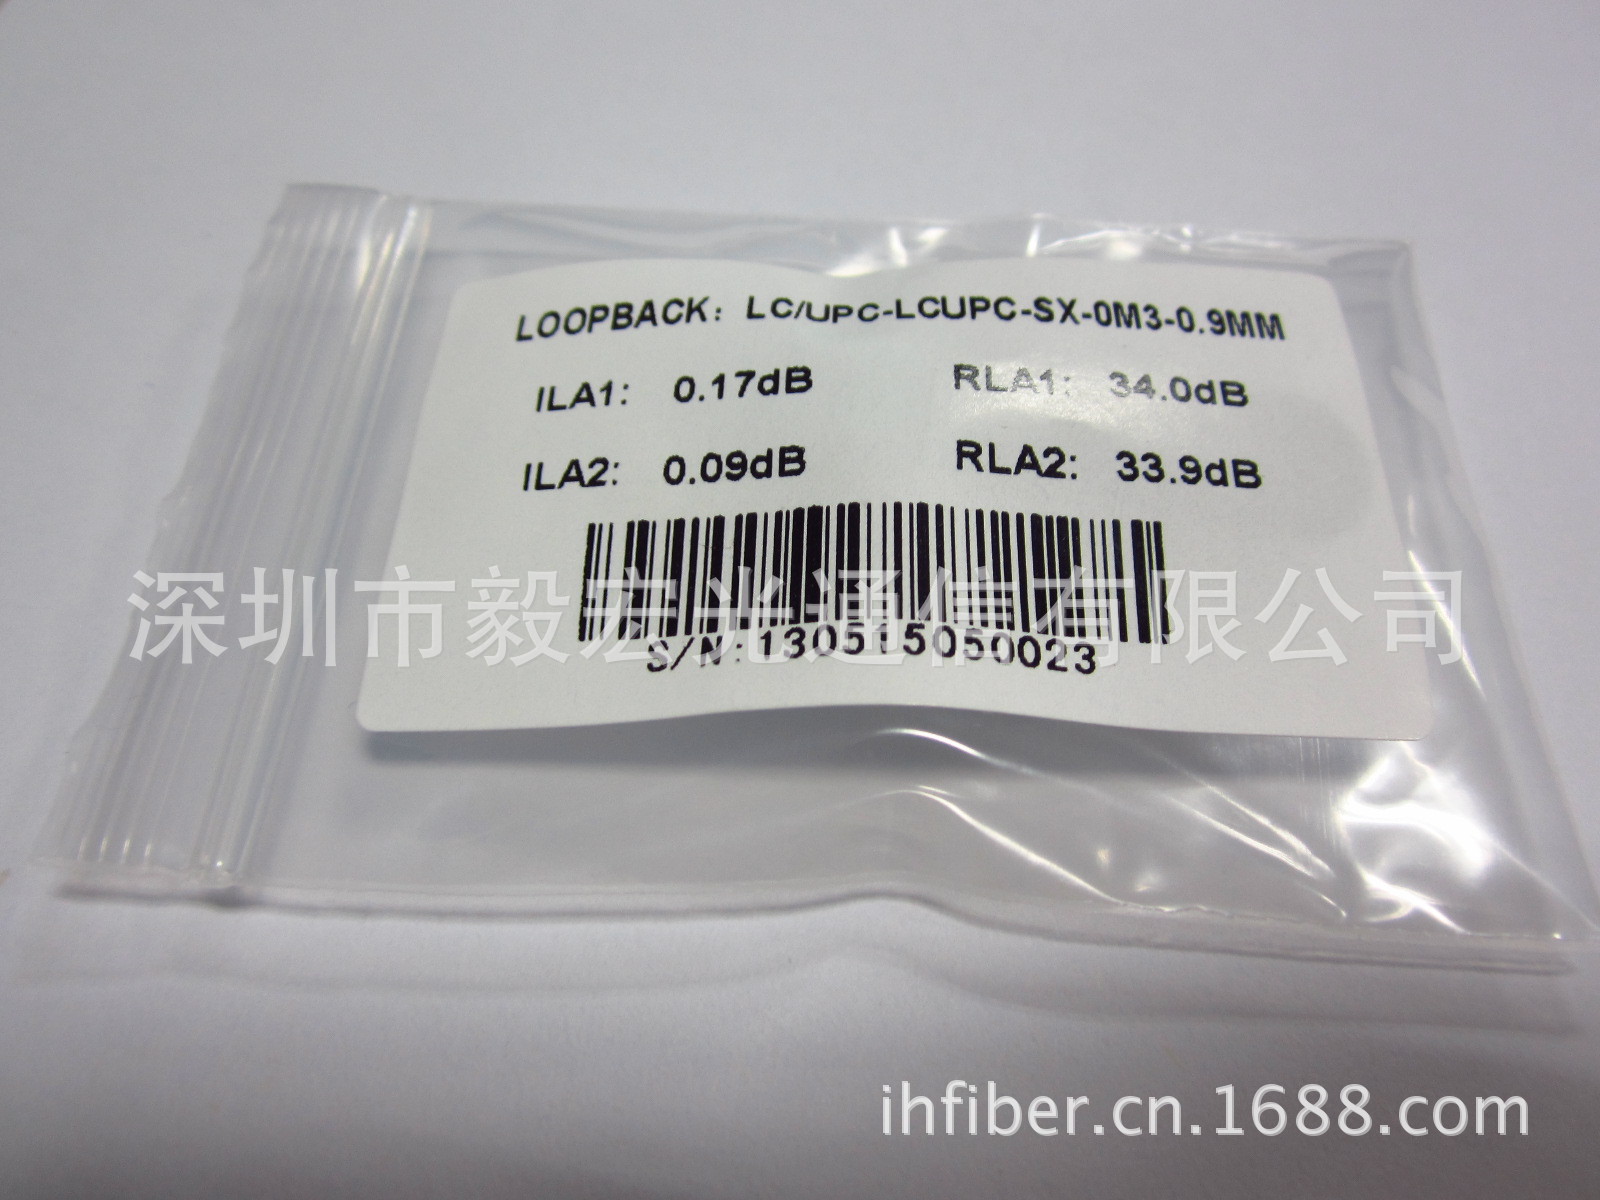 LOOPBACK: LC/UPC-LCUPC-SX-0M3-0.9MM
ILA1: 0.17dB RLA1: 34.0dB
ILA2: 0.09dB RLA2: 33.9dB
深圳市毅宏光通信有限公司
S/N:130515050023
ihfiber.cn.1688.com